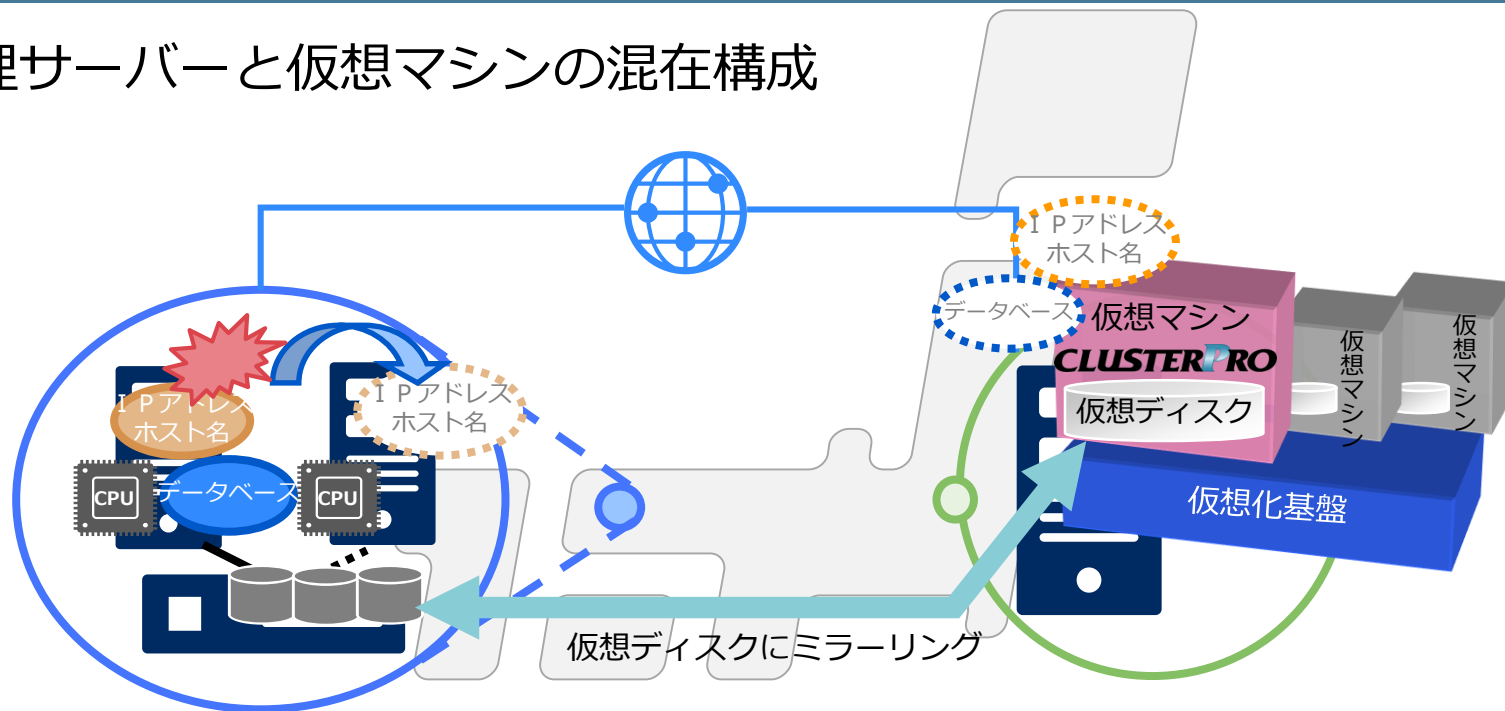 理サーバーと仮想マシンの混在構成
ＩＰアドレス
ホスト名
データベース
仮想マシン
CLUSTERPRO
仮想ディスク
仮想マシン
仮想マシン
仮想化基盤
ＩＰアドレス
ホスト名
ＩＰアドレス
ホスト名
CPU
データベース
CPU
仮想ディスクにミラーリング